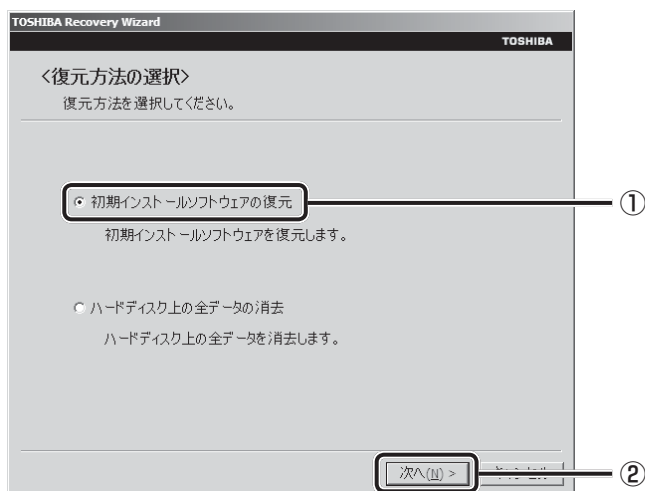 TOSHIBA Recovery Wizard
TOSHIBA
<復元方法の選択>
復元方法を選択してください。
初期インストールソフトウェアの復元
①
初期インストールソフトウェアを復元します。
ハードディスク上の全データの消去
ハードディスク上の全データを消去します。
次へ(N) >
②